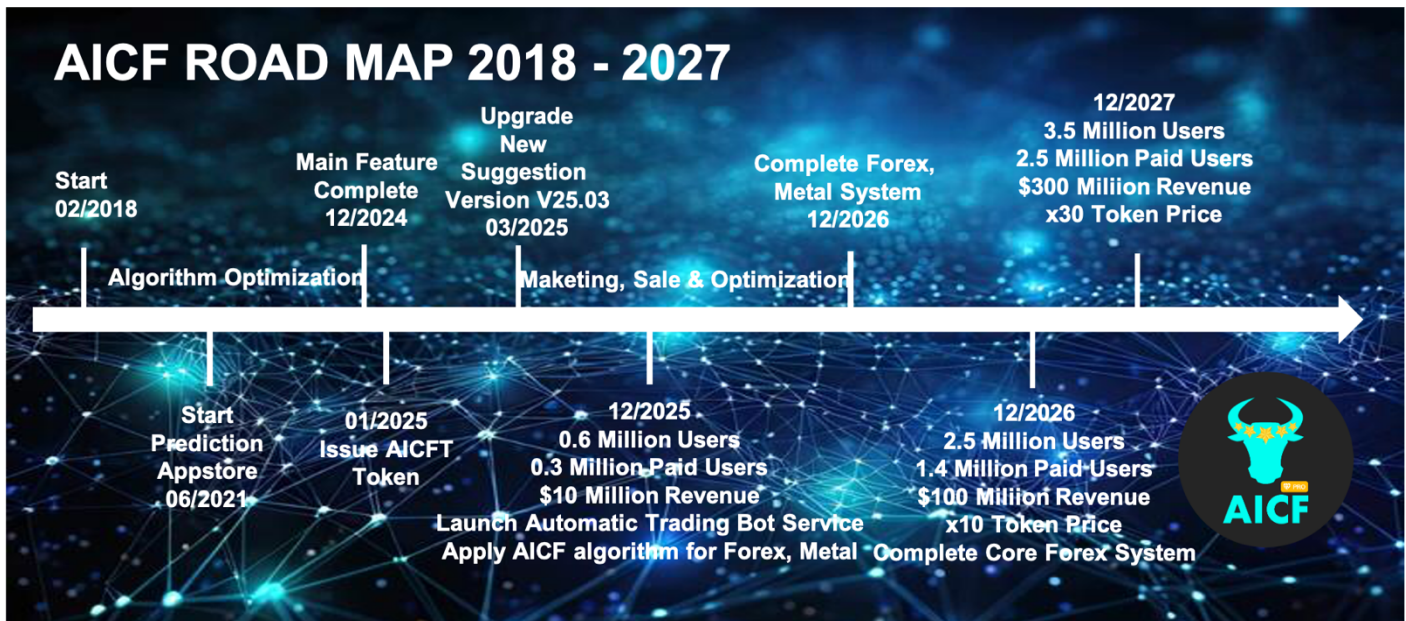 AICF ROAD MAP 2018 - 2027
Start
02/2018
Main Feature
Complete
12/2024
Upgrade
New
Suggestion
Version V25.03
03/2025
Complete Forex,
Metal System
12/2026
12/2027
3.5 Million Users
2.5 Million Paid Users
$300 Miliion Revenue
x30 Token Price
Algorithm Optimization
Maketing, Sale & Optimization
Start
Prediction
Appstore
06/2021
01/2025
Issue AICFT
Token
12/2025
0.6 Million Users
0.3 Million Paid Users
$10 Million Revenue
Launch Automatic Trading Bot Service
Apply AICF algorithm for Forex, Metal
12/2026
2.5 Million Users
1.4 Million Paid Users
$100 Miliion Revenue
x10 Token Price
Complete Core Forex System
PRO
AICF